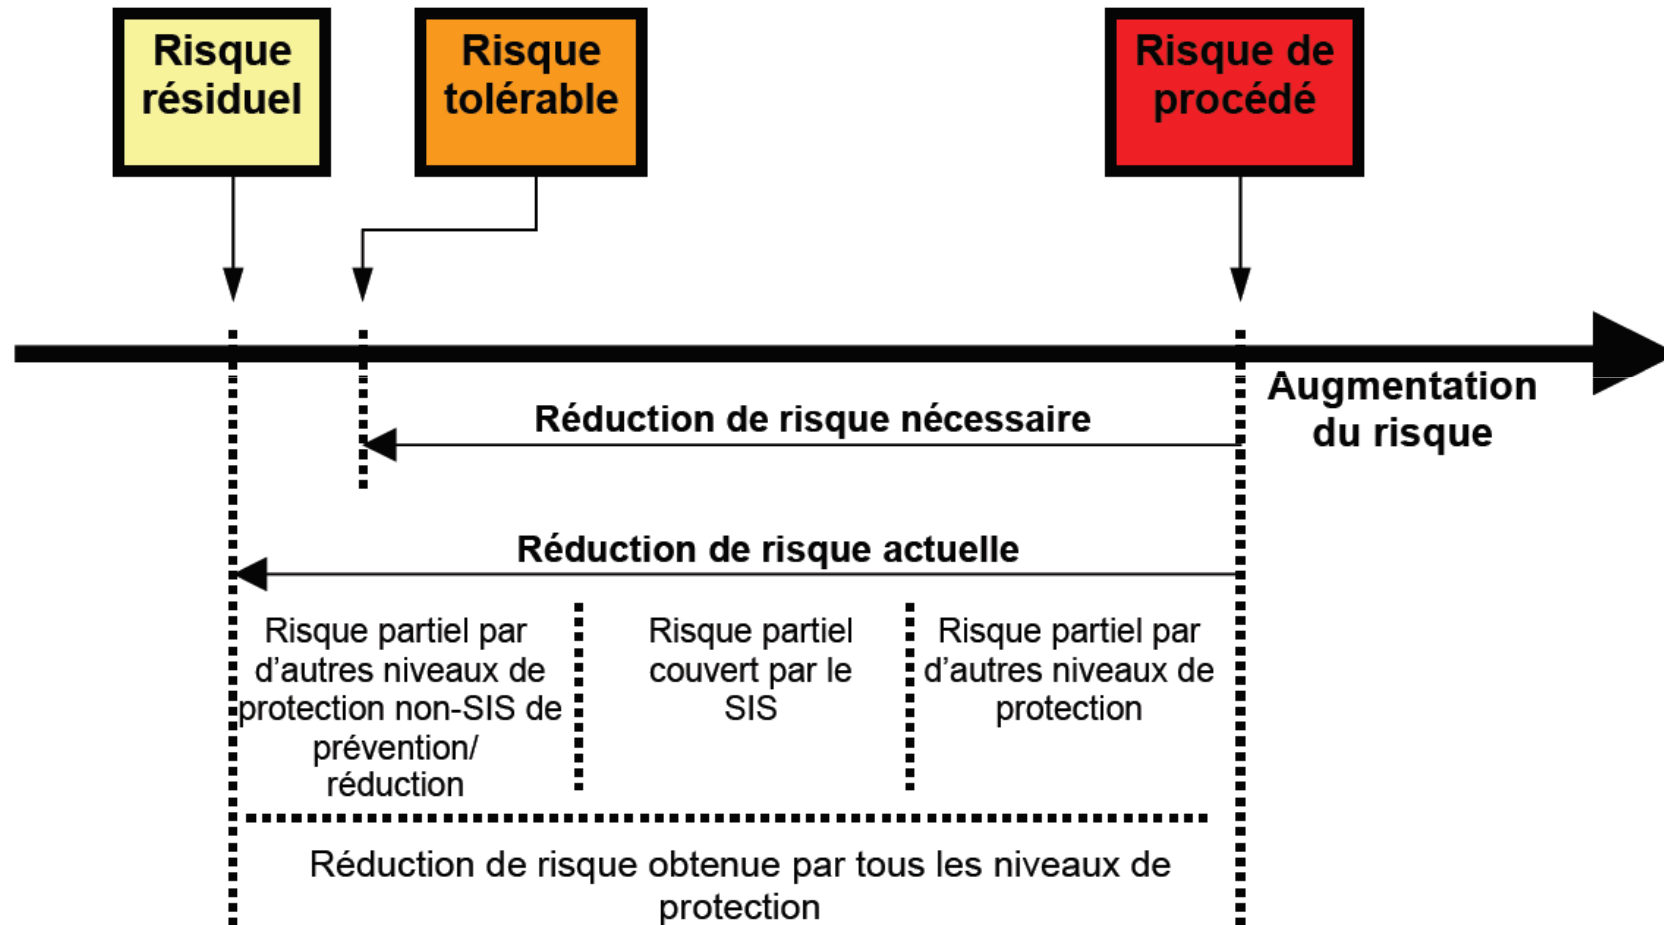 Risque
résiduel
Risque
tolérable
Risque de
procédé
Augmentation
du risque
Réduction de risque nécessaire
Réduction de risque actuelle
Risque partiel par
d'autres niveaux de
protection non-SIS de
prévention/
réduction
Risque partiel
couvert par le
SIS
Risque partiel par
d'autres niveaux de
protection
Réduction de risque obtenue par tous les niveaux de
protection